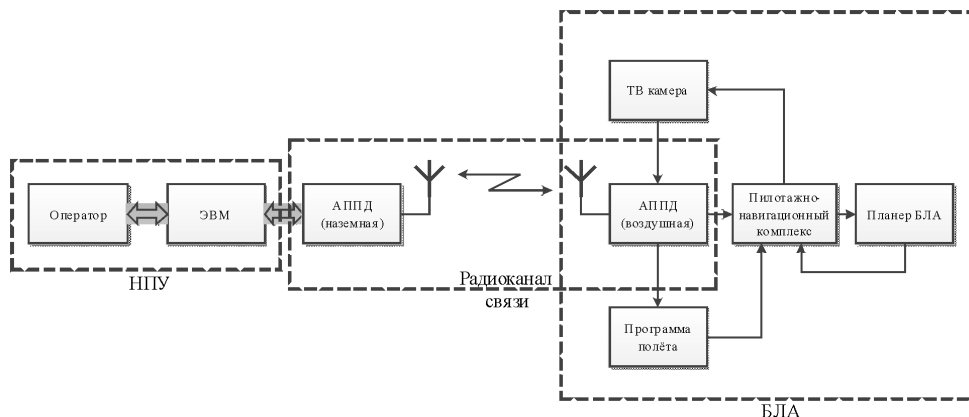 ТВ камера
Оператор
ЭВМ
АППД
(наземная)
АППД
(воздушная)
Пилотажно-
навигационный
комплекс
Планер БЛА
НПУ
Радиоканал
связи
Программа
полёта
БЛА